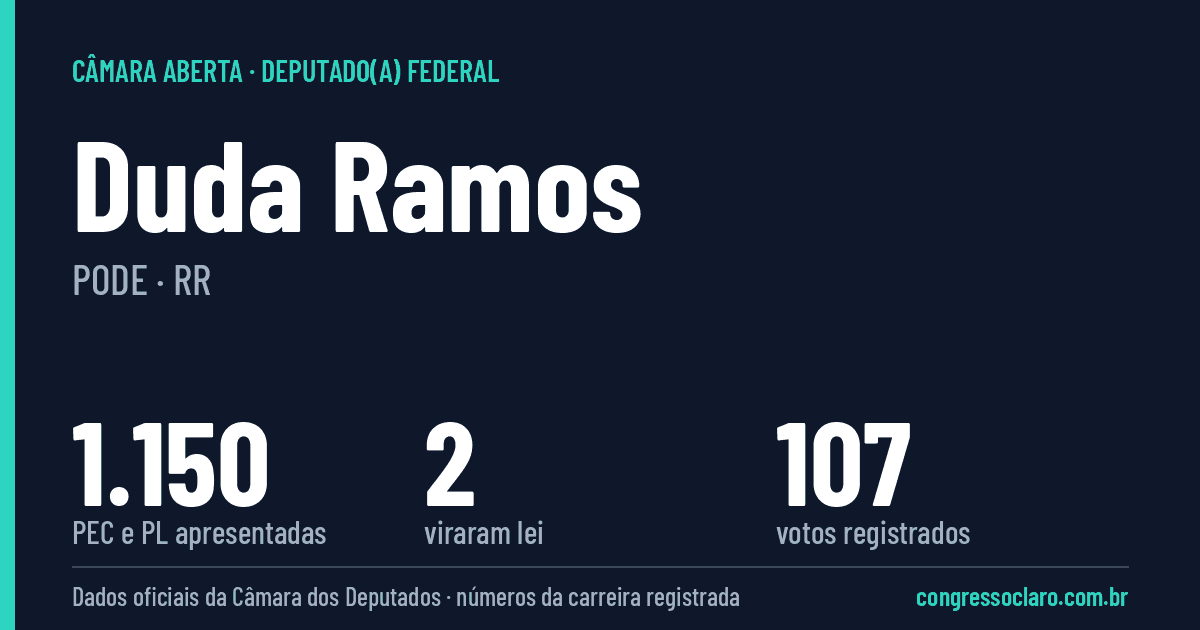 CÂMARA ABERTA · DEPUTADO(A) FEDERAL
Duda Ramos
PODE · RR
1.150 2 107
PEC e PL apresentadas viraram lei votos registrados
Dados oficiais da Câmara dos Deputados · números da carreira registrada congressoclaro.com.br